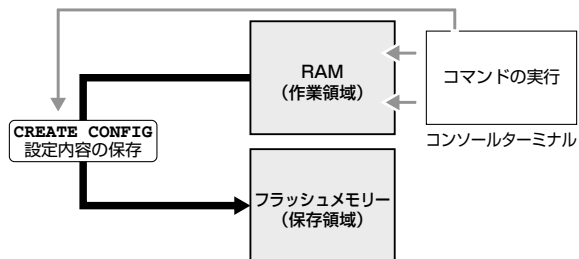 RAM
（作業領域）
コマンドの実行
コンソールターミナル
CREATE CONFIG
設定内容の保存
フラッシュメモリー
（保存領域）